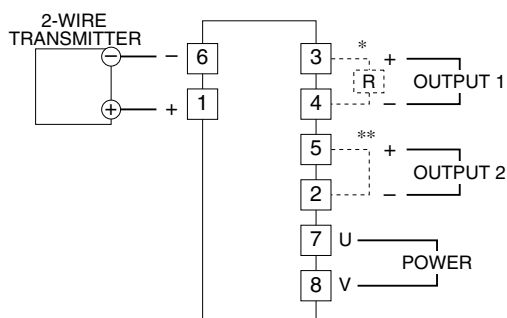 2-WIRE
TRANSMITTER
− − 6
+ + 1
3 * +
R OUTPUT 1
4 −
5 ** +
OUTPUT 2
2 −
7 U
POWER
8 V